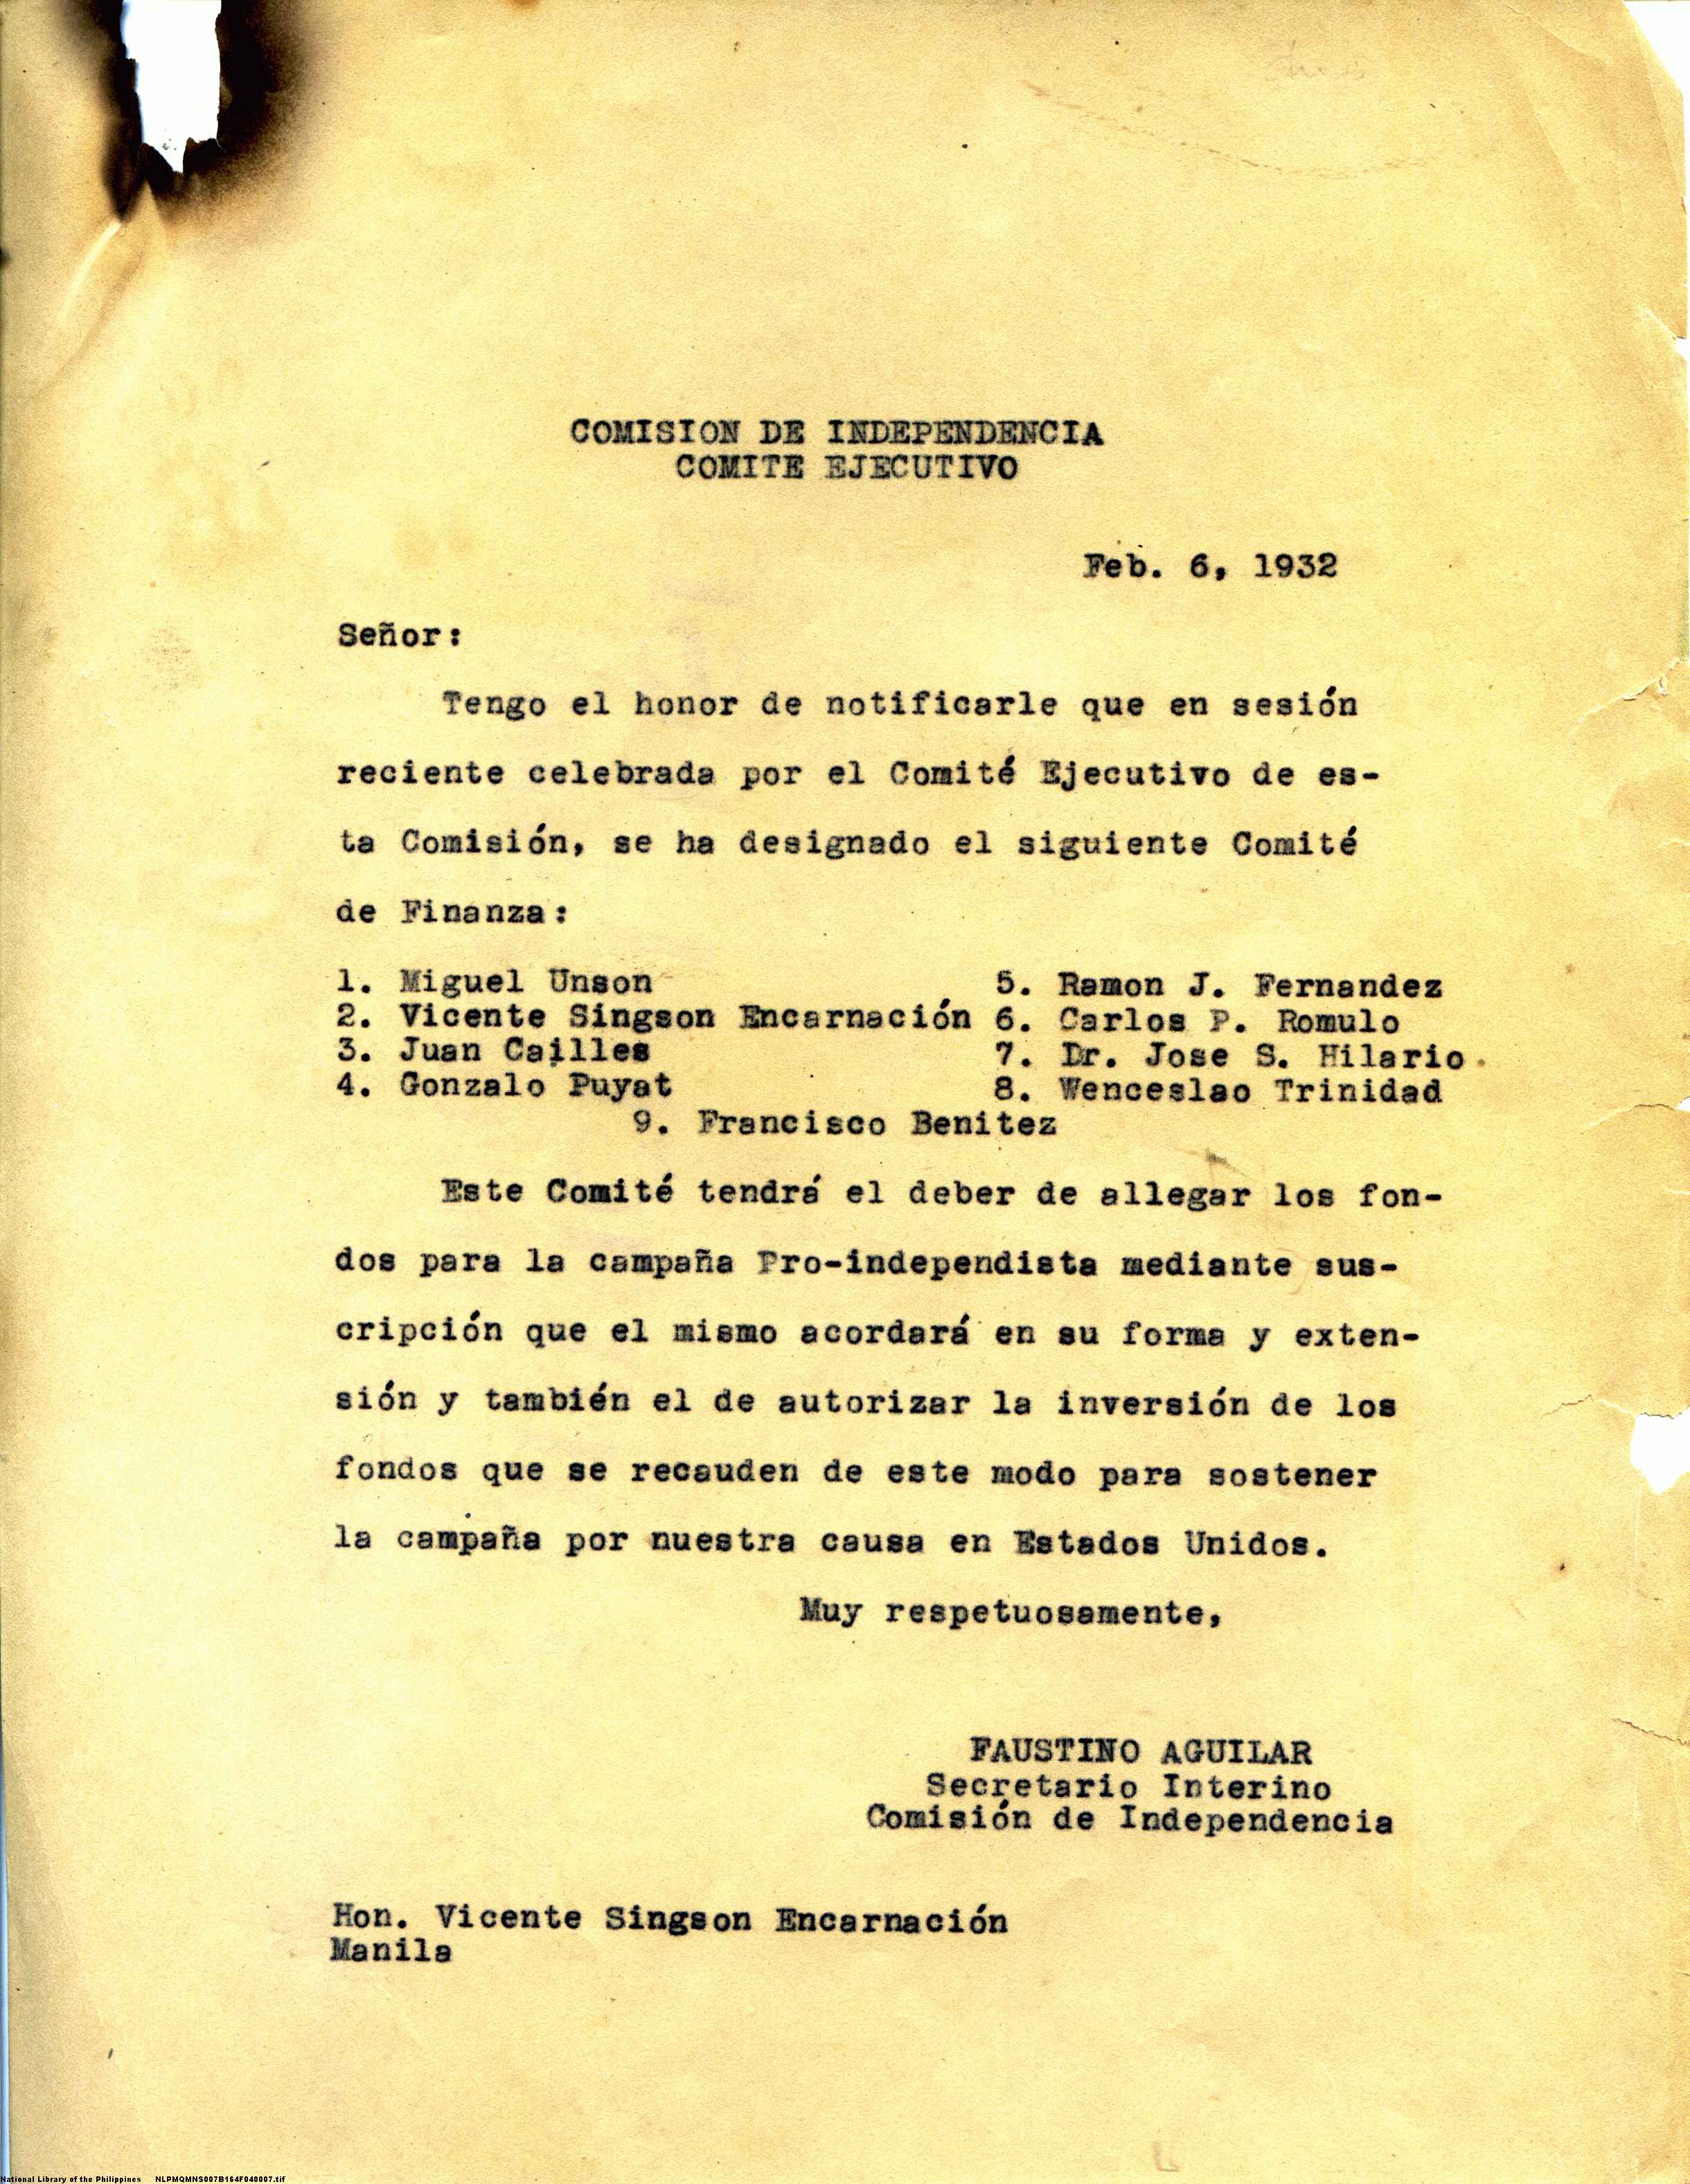 COMISION DE INDEPENDENCIA
COMITE EJECUTIVO
Feb. 6, 1932
Señor:
Tengo el honor de notificarle que en sesión
reciente celebrada por el Comité Ejecutivo de es-
ta Comisión, se ha designado el siguiente Comité
de Finanza:
1. Miguel Unson 5. Ramon J. Fernandez
2. Vicente Singson Encarnación 6. Carlos P. Romulo
3. Juan Cailles 7. Dr. Jose S. Hilario.
4. Gonzalo Puyat 8. Wenceslao Trinidad
9. Francisco Benitez
Este Comité tendrá el deber de allegar los fon-
dos para la campaña Pro-independista mediante sus-
cripción que el mismo acordará en su forma y exten-
sión y también el de autorizar la inversión de los
fondos que se recauden de este modo para sostener
la campaña por nuestra causa en Estados Unidos.
Muy respetuosamente,
FAUSTINO AGUILAR
Secretario Interino
Comisión de Independencia
Hon. Vicente Singson Encarnación
Manila
National Library of the Philippines NLPMQMNS007B164F040007.tif